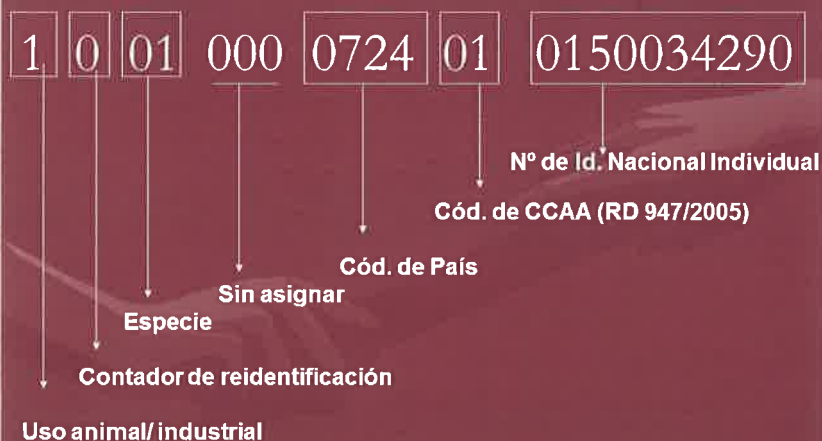 1 0 01 000 0724 01 0150034290
Nº de Id. Nacional Individual
Cód. de CCAA (RD 947/2005)
Cód. de País
Sin asignar
Especie
Contador de reidentificación
Uso animal/ industrial